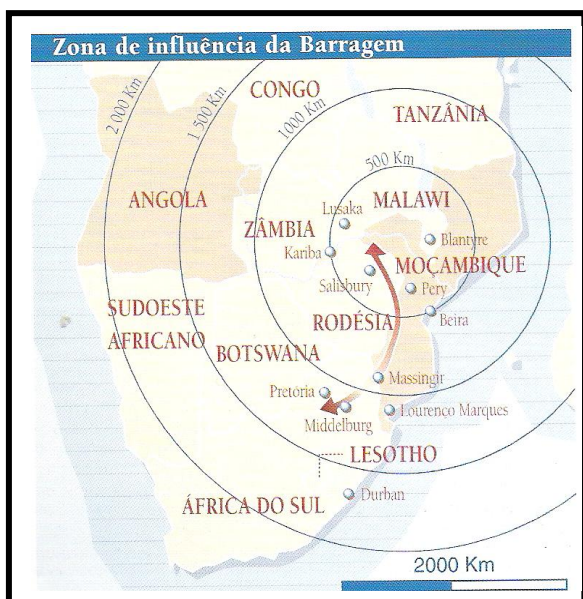 Zona de influência da Barragem
2 000 Km
1 500 Km
1000 Km
500 Km
CONGO
TANZÂNIA
ANGOLA
MALAWI
Lusaka
ZÂMBIA
Blantyre
Kariba
MOÇAMBIQUE
Salisbury
Pery
SUDOESTE
AFRICANO
RODÉSIA
Beira
BOTSWANA
Massingir
Pretória
Lourenço Marques
Middelburg
LESOTHO
ÁFRICA DO SUL
Durban
2000 Km